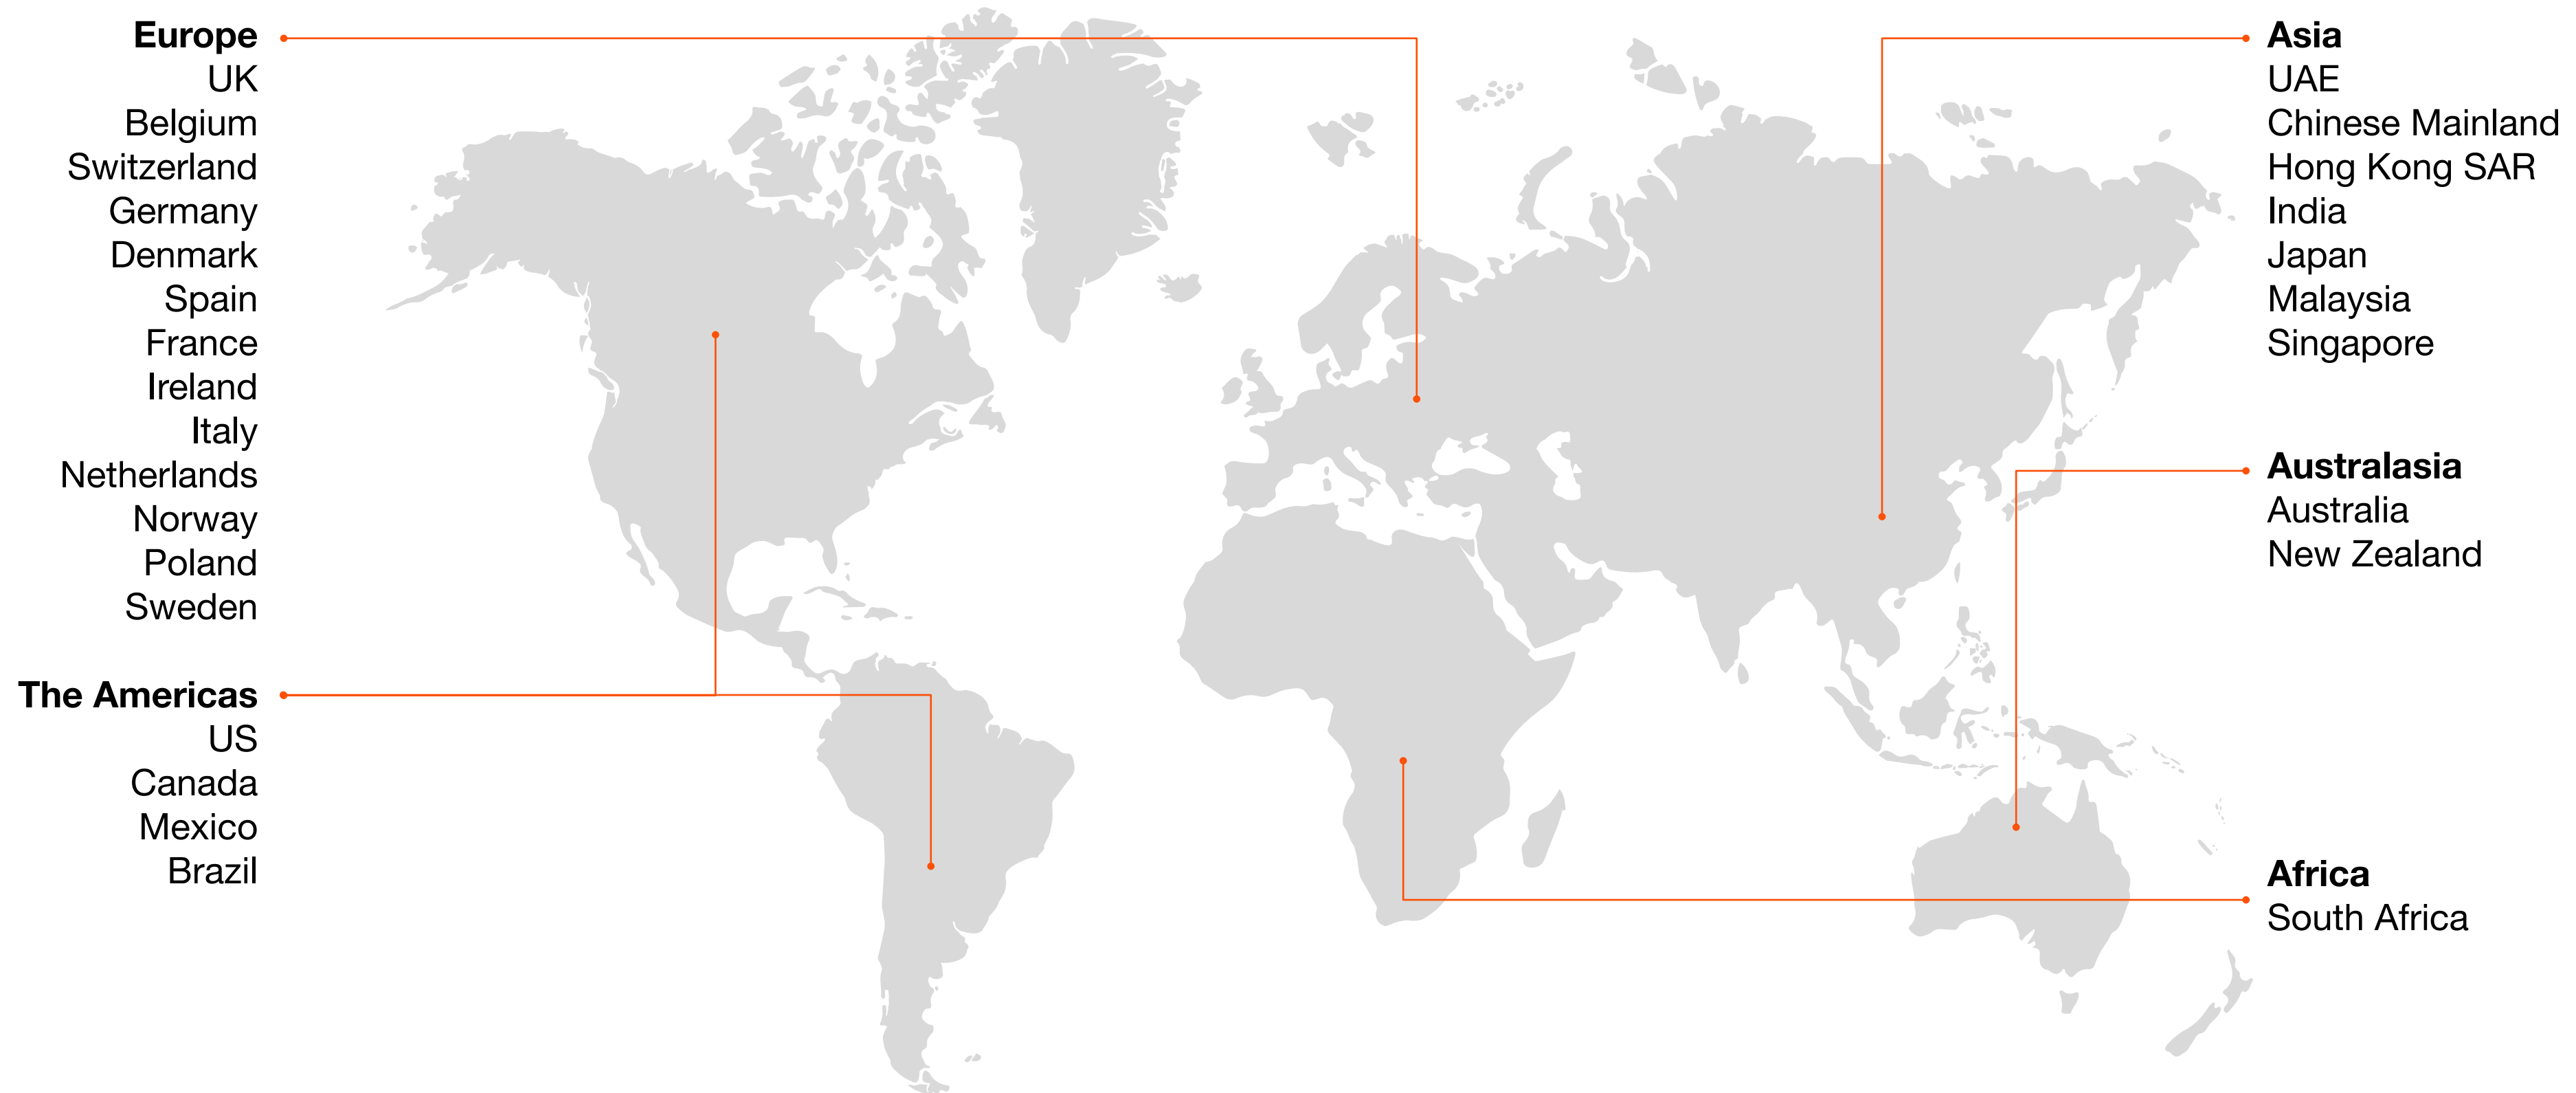 Europe
UK
Belgium
Switzerland
Germany
Denmark
Spain
France
Ireland
Italy
Netherlands
Norway
Poland
Sweden
The Americas
US
Canada
Mexico
Brazil
Asia
UAE
Chinese Mainland
Hong Kong SAR
India
Japan
Malaysia
Singapore
Australasia
Australia
New Zealand
Africa
South Africa